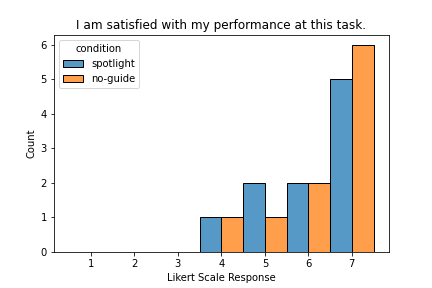 I am satisfied with my performance at this task.
condition
spotlight
no-guide
6
5
4
3
2
1
0
Count
1 2 3 4 5 6 7
Likert Scale Response